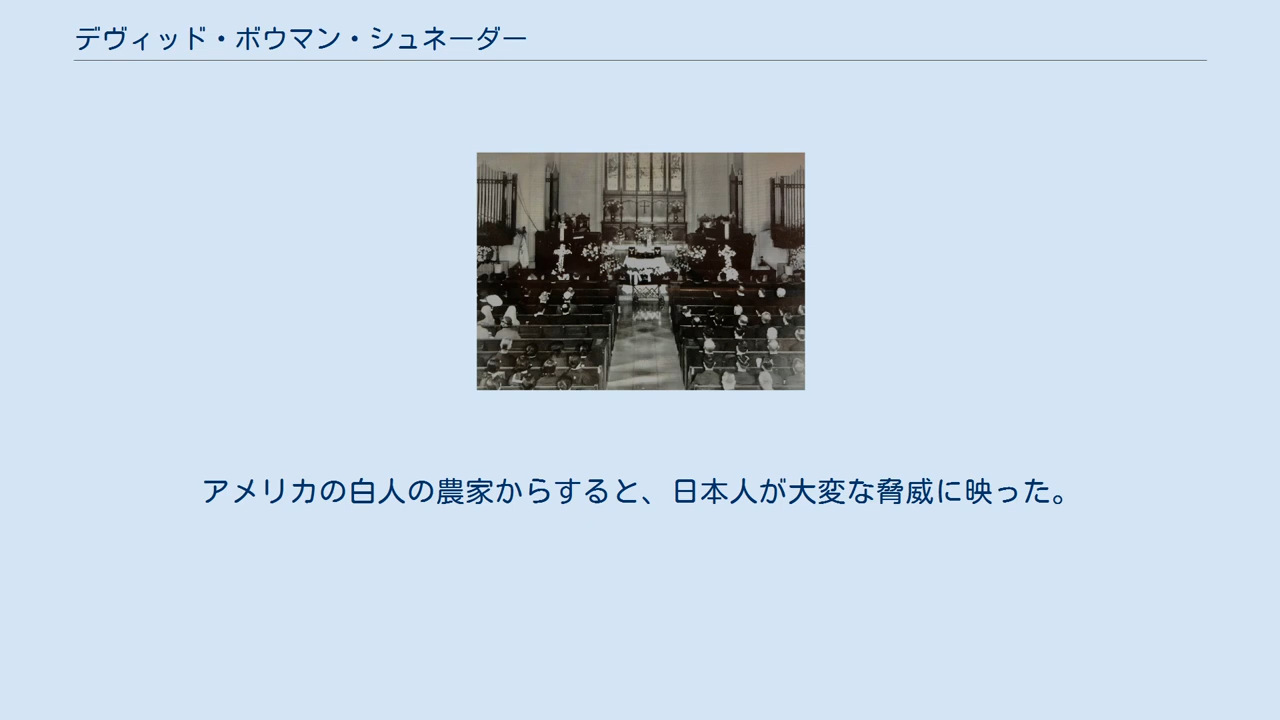 デヴィッド・ボウマン・シュネーダー
アメリカの白人の農家からすると、日本人が大変な脅威に映った。